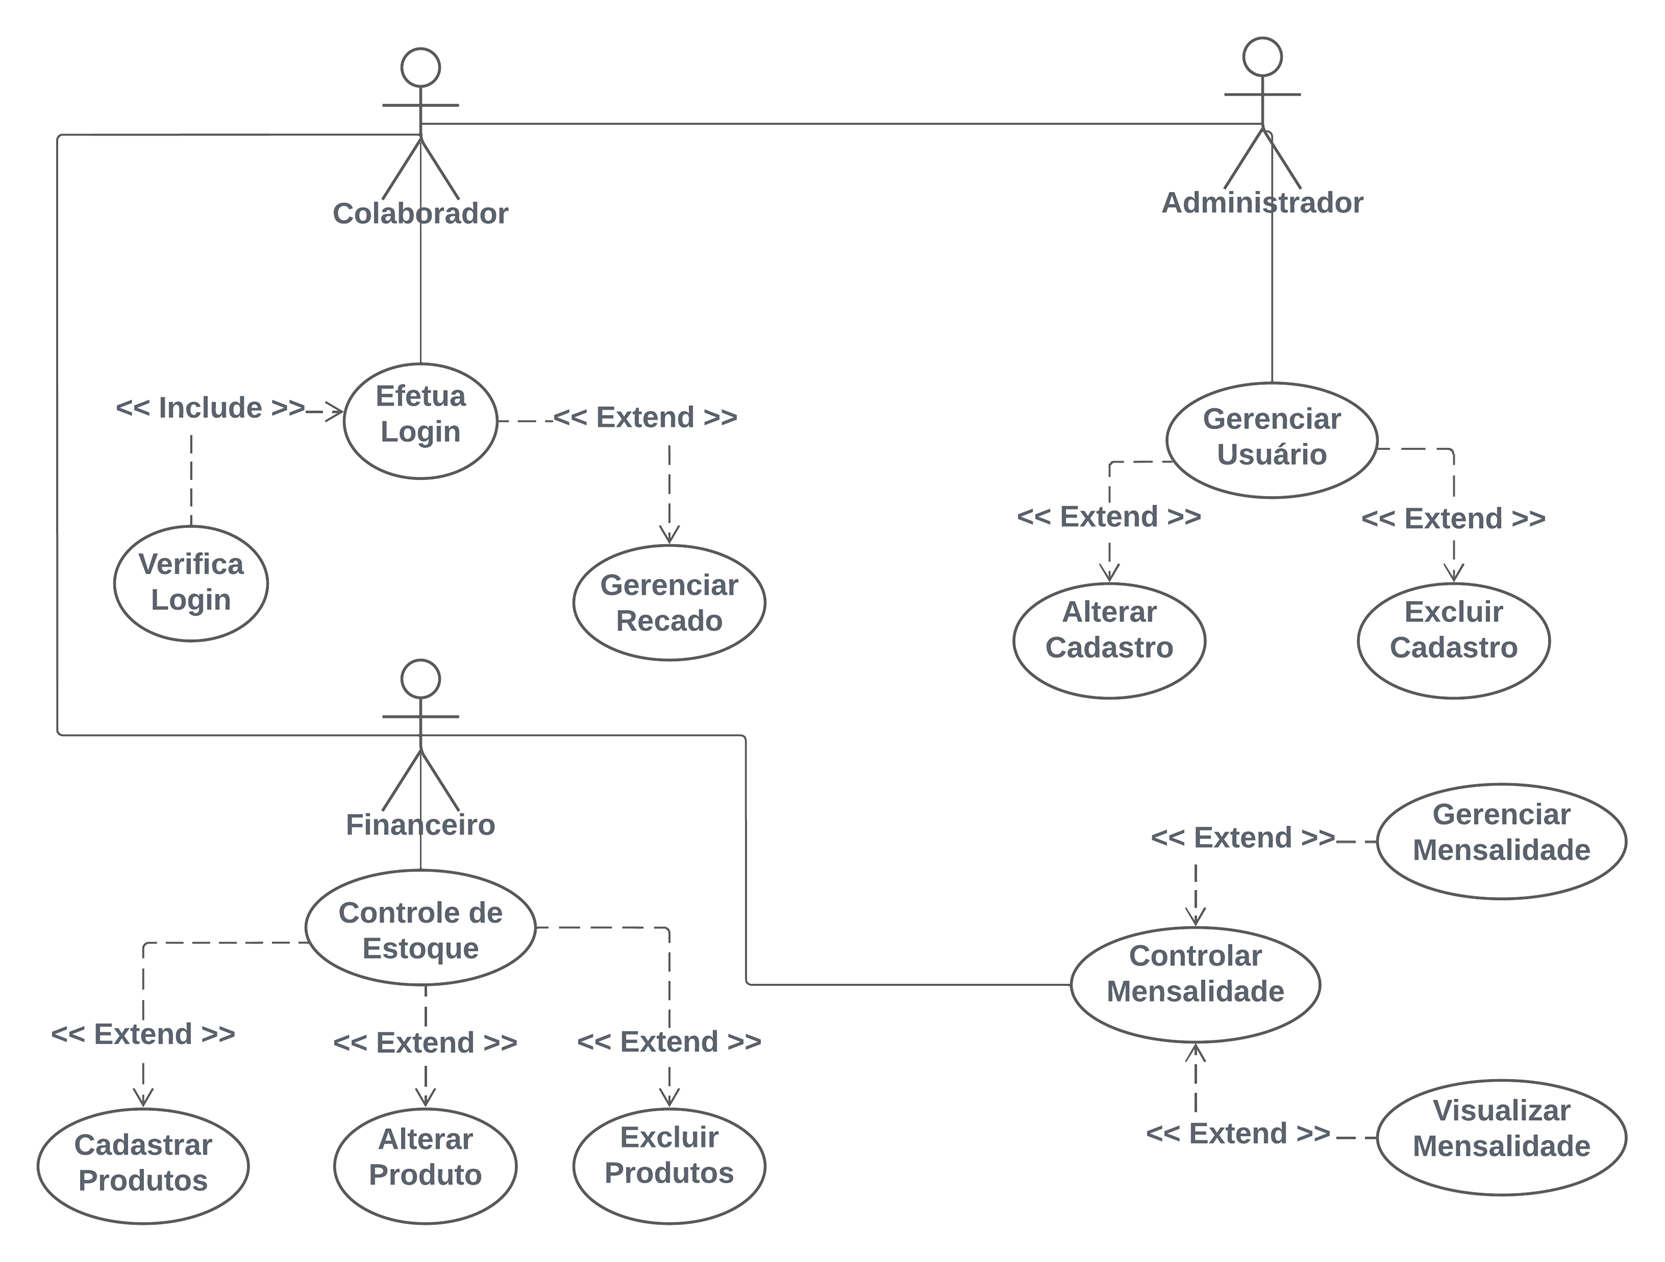 Colaborador
Administrador
Efetua
Login
<< Include >>
<< Extend >>
Verifica
Login
Gerenciar
Recado
Gerenciar
Usuário
<< Extend >>
<< Extend >>
Alterar
Cadastro
Excluir
Cadastro
Financeiro
Controle de
Estoque
<< Extend >>
<< Extend >>
<< Extend >>
Cadastrar
Produtos
Alterar
Produto
Excluir
Produtos
<< Extend >>
Gerenciar
Mensalidade
Controlar
Mensalidade
<< Extend >>
Visualizar
Mensalidade